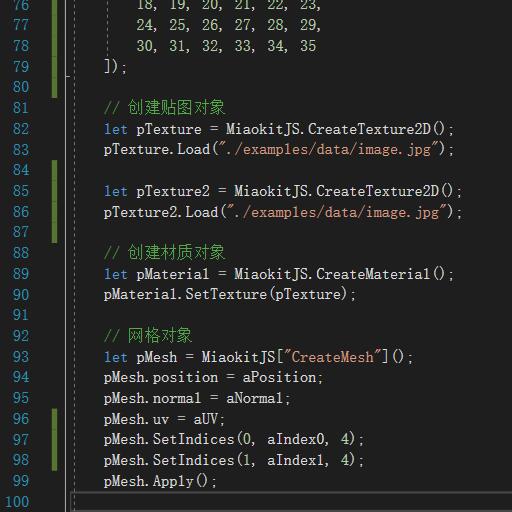 76 18, 19, 20, 21, 22, 23,
77 24, 25, 26, 27, 28, 29,
78 30, 31, 32, 33, 34, 35
79 ]);
80
81 // 创建贴图对象
82 let pTexture = MiaokitJS.CreateTexture2D();
83 pTexture.Load("./examples/data/image.jpg");
84
85 let pTexture2 = MiaokitJS.CreateTexture2D();
86 pTexture2.Load("./examples/data/image.jpg");
87
88 // 创建材质对象
89 let pMaterial = MiaokitJS.CreateMaterial();
90 pMaterial.SetTexture(pTexture);
91
92 // 网格对象
93 let pMesh = MiaokitJS["CreateMesh"]();
94 pMesh.position = aPosition;
95 pMesh.normal = aNormal;
96 pMesh.uv = aUV;
97 pMesh.SetIndices(0, aIndex0, 4);
98 pMesh.SetIndices(1, aIndex1, 4);
99 pMesh.Apply();
100